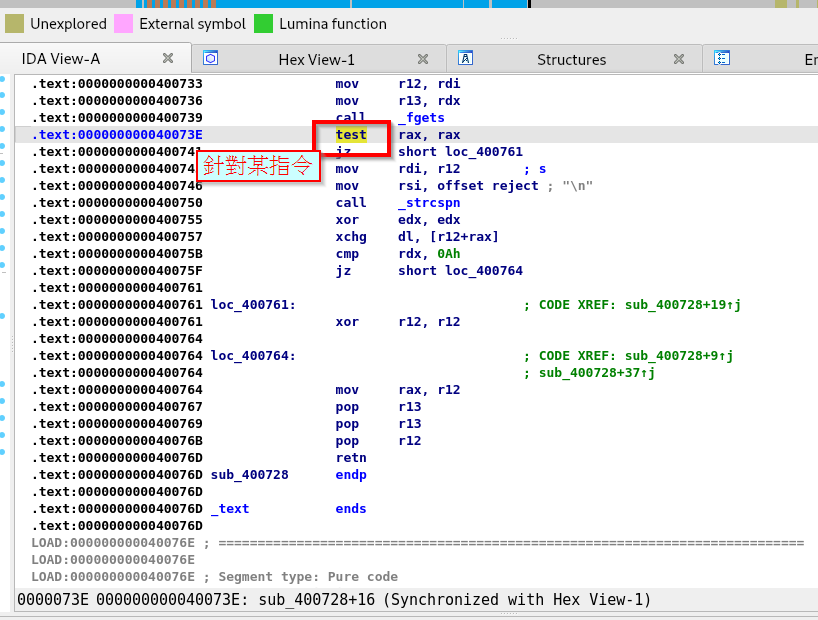 Unexplored External symbol Lumina function
IDA View-A Hex View-1 Structures En
.text:0000000000400733 mov r12, rdi
.text:0000000000400736 mov r13, rdx
.text:0000000000400739 call _fgets
.text:000000000040073E test rax, rax
.text:0000000000400741 jz short loc_400761
針對某指令
.text:000000000040074 mov rdi, r12 ; s
.text:0000000000400746 mov rsi, offset reject ; "\n"
.text:0000000000400750 call _strcspn
.text:0000000000400755 xor edx, edx
.text:0000000000400757 xchg dl, [r12+rax]
.text:000000000040075B cmp rdx, 0Ah
.text:000000000040075F jz short loc_400764
.text:0000000000400761
.text:0000000000400761 loc_400761: ; CODE XREF: sub_400728+19↑j
.text:0000000000400761 xor r12, r12
.text:0000000000400764
.text:0000000000400764 loc_400764: ; CODE XREF: sub_400728+9↑j
.text:0000000000400764 ; sub_400728+37↑j
.text:0000000000400764 mov rax, r12
.text:0000000000400767 pop r13
.text:0000000000400769 pop r13
.text:000000000040076B pop r12
.text:000000000040076D retn
.text:000000000040076D sub_400728 endp
.text:000000000040076D
.text:000000000040076D _text ends
.text:000000000040076D
LOAD:000000000040076E ; ===========================================================================
LOAD:000000000040076E
LOAD:000000000040076E ; Segment type: Pure code
0000073E 000000000040073E: sub_400728+16 (Synchronized with Hex View-1)